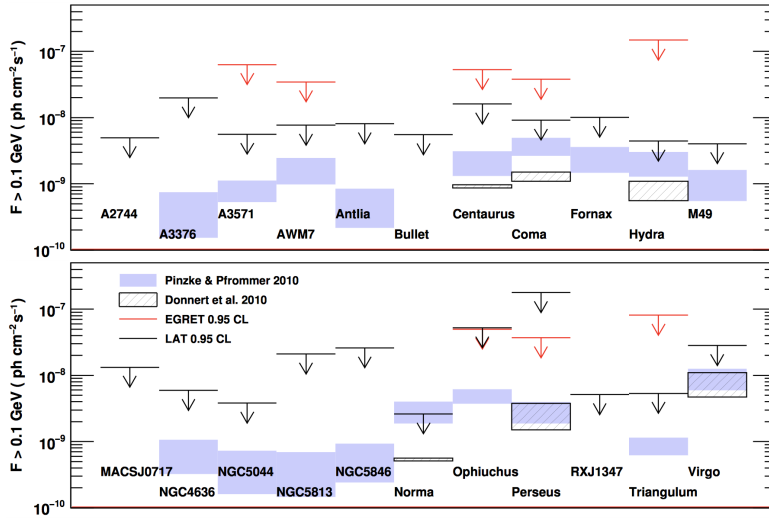 F > 0.1 GeV ( ph cm⁻² s⁻¹)
10⁻⁷
10⁻⁸
10⁻⁹
10⁻¹⁰
A2744 A3571 Antlia Centaurus Fornax M49
A3376 AWM7 Bullet Coma Hydra
F > 0.1 GeV ( ph cm⁻² s⁻¹)
10⁻⁷
10⁻⁸
10⁻⁹
10⁻¹⁰
Pinzke & Pfrommer 2010
Donnert et al. 2010
EGRET 0.95 CL
LAT 0.95 CL
MACSJ0717 NGC5044 NGC5846 Ophiuchus RXJ1347 Virgo
NGC4636 NGC5813 Norma Perseus Triangulum